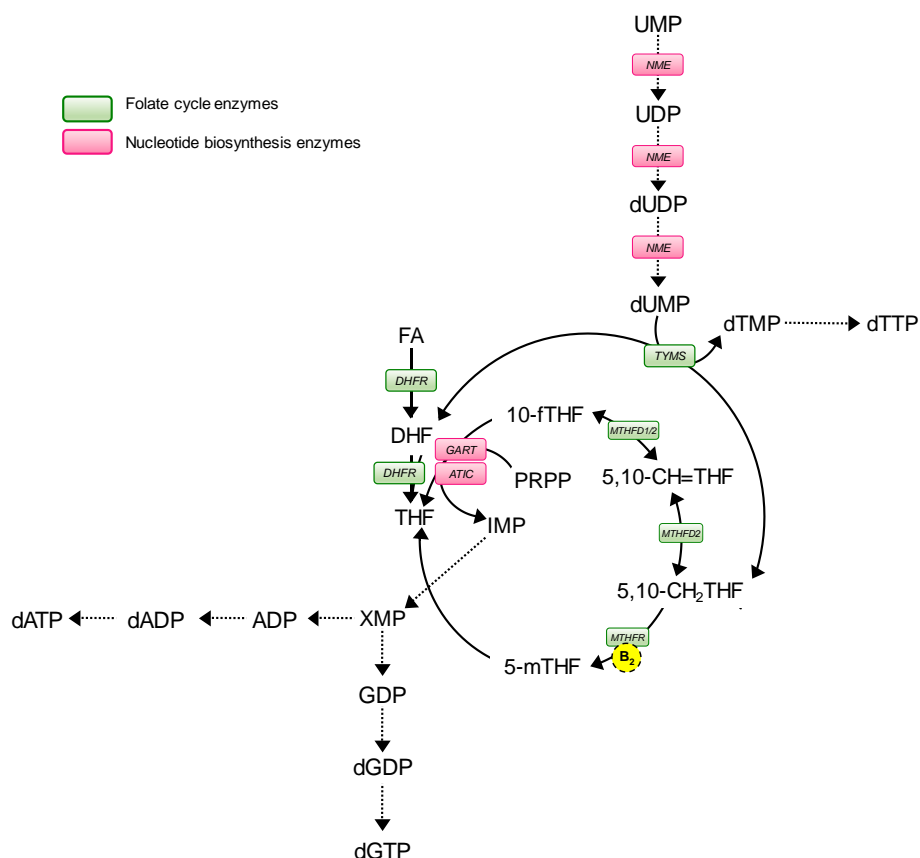 UMP
NME
Folate cycle enzymes
UDP
Nucleotide biosynthesis enzymes
NME
dUDP
NME
dUMP
dTMP
dTTP
FA
TYMS
DHFR
10-fTHF
DHF
MTHFD1/2
GART
DHFR
ATIC
PRPP
5,10-CH=THF
THF
IMP
MTHFD2
5,10-CH₂THF
dATP
dADP
ADP
XMP
MTHFR
B₂
5-mTHF
GDP
dGDP
dGTP